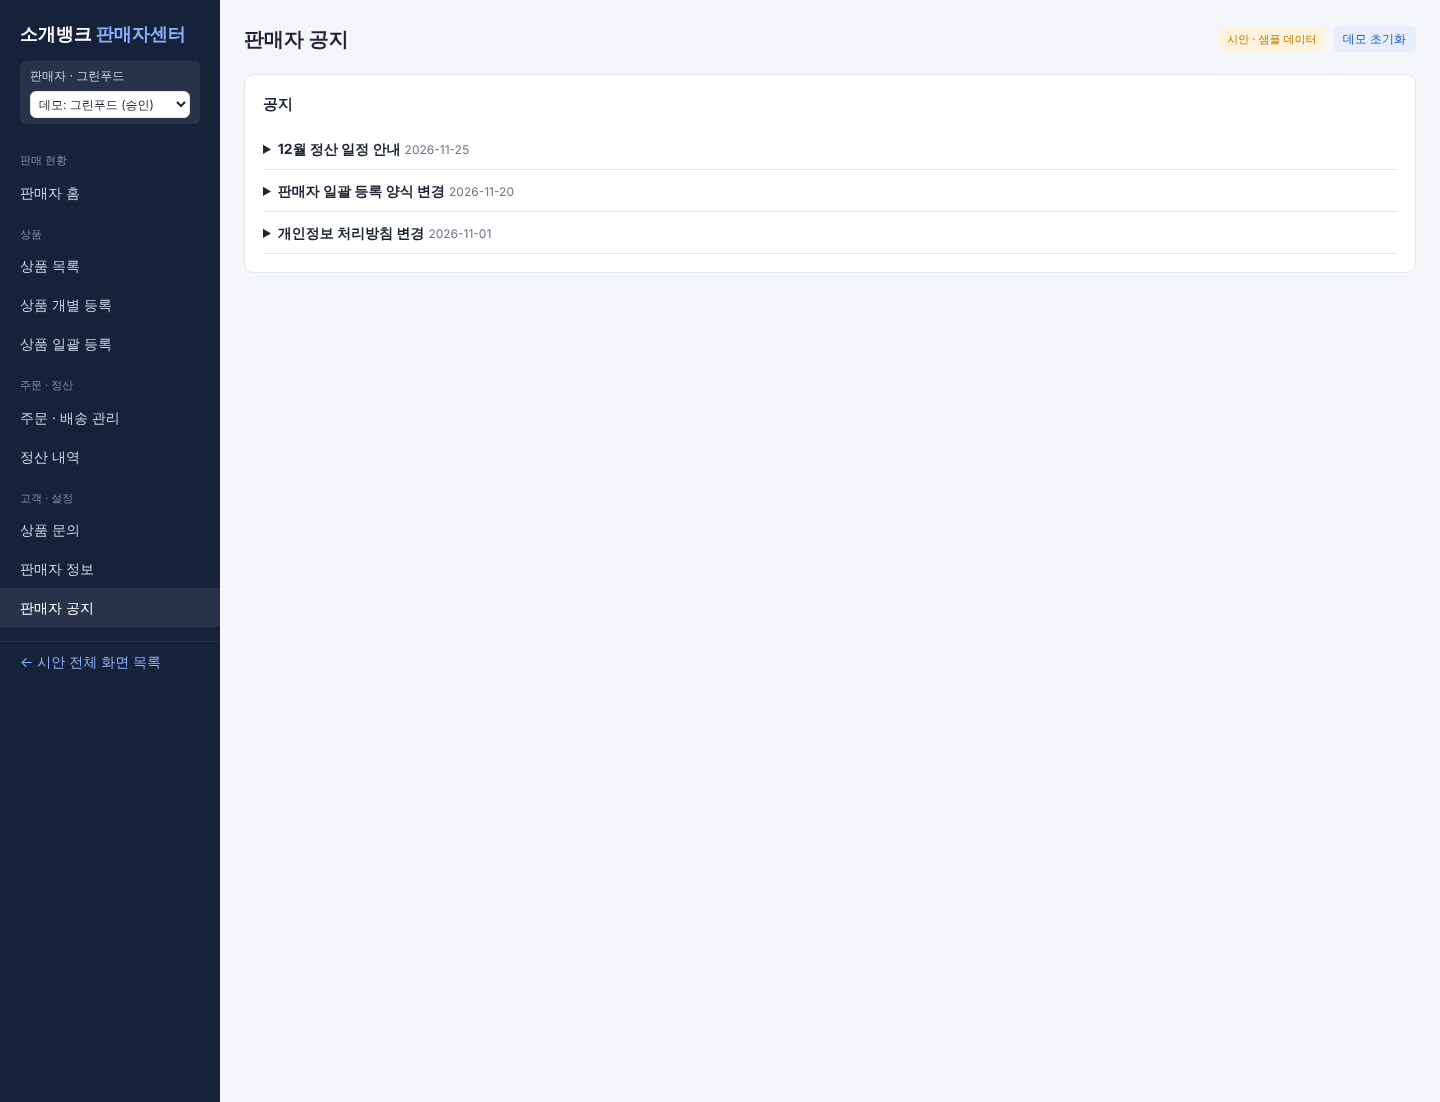 소개뱅크 판매자센터
판매자 · 그린푸드
데모: 그린푸드 (승인)
판매 현황
판매자 홈
상품
상품 목록
상품 개별 등록
상품 일괄 등록
주문 · 정산
주문 · 배송 관리
정산 내역
고객 · 설정
상품 문의
판매자 정보
판매자 공지
← 시안 전체 화면 목록
판매자 공지
시안 · 샘플 데이터
데모 초기화
공지
▶ 12월 정산 일정 안내 2026-11-25
▶ 판매자 일괄 등록 양식 변경 2026-11-20
▶ 개인정보 처리방침 변경 2026-11-01